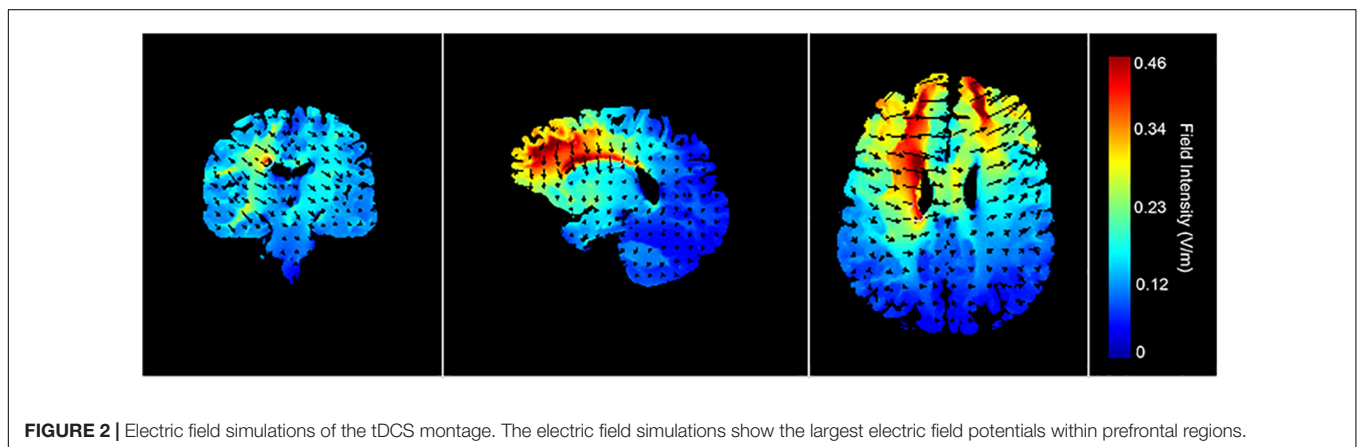 0.46
0.34
0.23
0.12
0
Field Intensity (V/m)
FIGURE 2 | Electric field simulations of the tDCS montage. The electric field simulations show the largest electric field potentials within prefrontal regions.